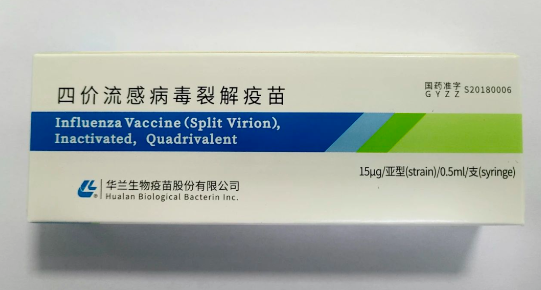 四价流感病毒裂解疫苗
国药准字
GYZZ S20180006
Influenza Vaccine (Split Virion),
Inactivated, Quadrivalent
15μg/亚型(strain)/0.5ml/支(syringe)
华兰生物疫苗股份有限公司
Hualan Biological Bacterin Inc.